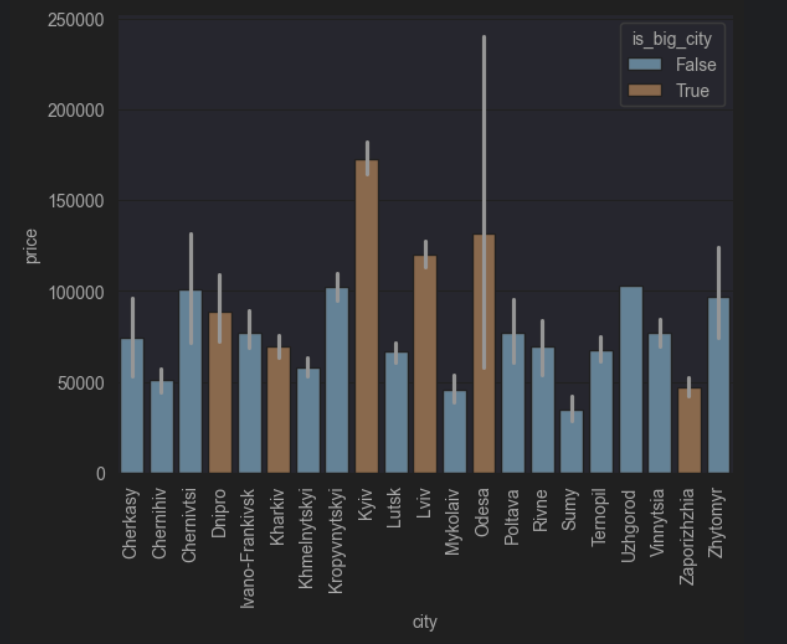 250000
200000
150000
100000
50000
0
price
is_big_city
False
True
Cherkasy
Chernihiv
Chernivtsi
Dnipro
Ivano-Frankivsk
Kharkiv
Khmelnytskyi
Kropyvnytskyi
Kyiv
Lutsk
Lviv
Mykolaiv
Odesa
Poltava
Rivne
Sumy
Ternopil
Uzhgorod
Vinnytsia
Zaporizhzhia
Zhytomyr
city